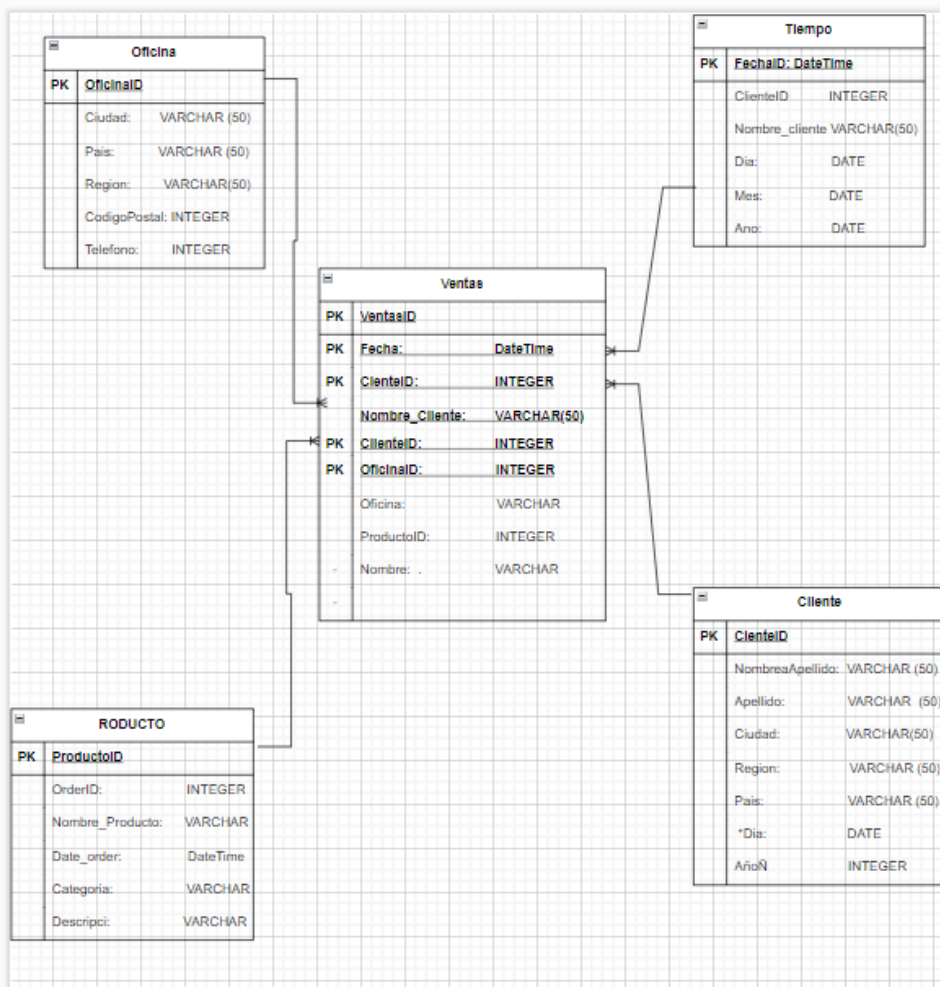 Oficina
PK OficinaID
Ciudad: VARCHAR (50)
Pais: VARCHAR (50)
Region: VARCHAR(50)
CodigoPostal: INTEGER
Telefono: INTEGER
Tiempo
PK FechaID: DateTime
ClienteID INTEGER
Nombre_cliente VARCHAR(50)
Dia: DATE
Mes: DATE
Ano: DATE
Ventas
PK VentasID
PK Fecha: DateTime
PK ClenteID: INTEGER
Nombre_Cliente: VARCHAR(50)
PK ClienteID: INTEGER
PK OficinaID: INTEGER
Oficina: VARCHAR
ProductoID: INTEGER
- Nombre: . VARCHAR
-
Cliente
PK ClenteID
NombreaApellido: VARCHAR (50)
Apellido: VARCHAR (50)
Ciudad: VARCHAR(50)
Region: VARCHAR (50)
Pais: VARCHAR (50)
*Dia: DATE
AñoÑ INTEGER
RODUCTO
PK ProductoID
OrderID: INTEGER
Nombre_Producto: VARCHAR
Date_order: DateTime
Categoria: VARCHAR
Descripci: VARCHAR